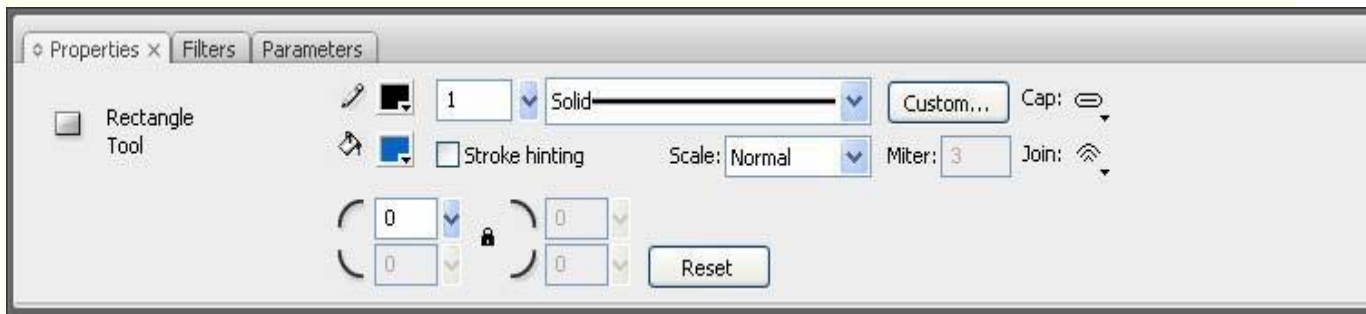 Properties Filters Parameters
Rectangle Tool
1 Solid Custom... Cap:
Stroke hinting Scale: Normal Miter: 3 Join:
0 0
0 0 Reset